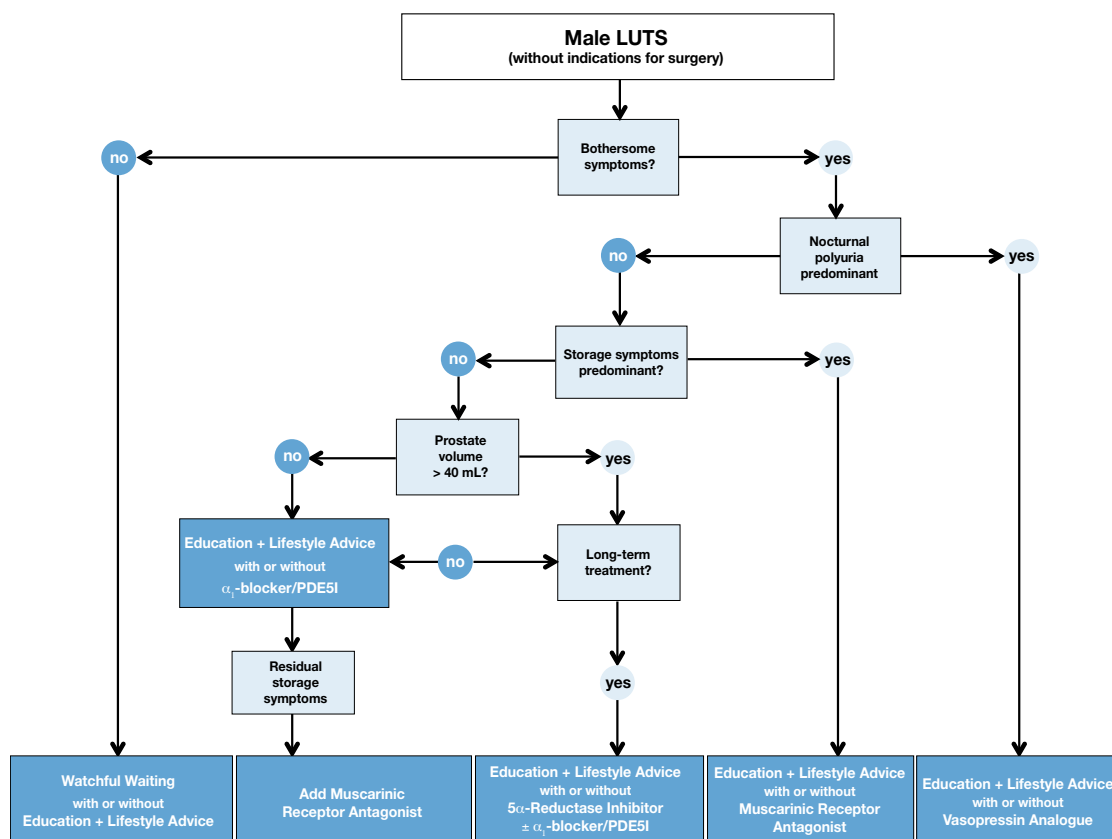 Male LUTS
(without indications for surgery)
Bothersome
symptoms?
no
yes
Nocturnal
polyuria
predominant
no
yes
Storage symptoms
predominant?
no
yes
Prostate
volume
> 40 mL?
no
yes
Education + Lifestyle Advice
with or without
α₁-blocker/PDE5I
no
Long-term
treatment?
Residual
storage
symptoms
yes
Watchful Waiting
with or without
Education + Lifestyle Advice
Add Muscarinic
Receptor Antagonist
Education + Lifestyle Advice
with or without
5α-Reductase Inhibitor
± α₁-blocker/PDE5I
Education + Lifestyle Advice
with or without
Muscarinic Receptor
Antagonist
Education + Lifestyle Advice
with or without
Vasopressin Analogue